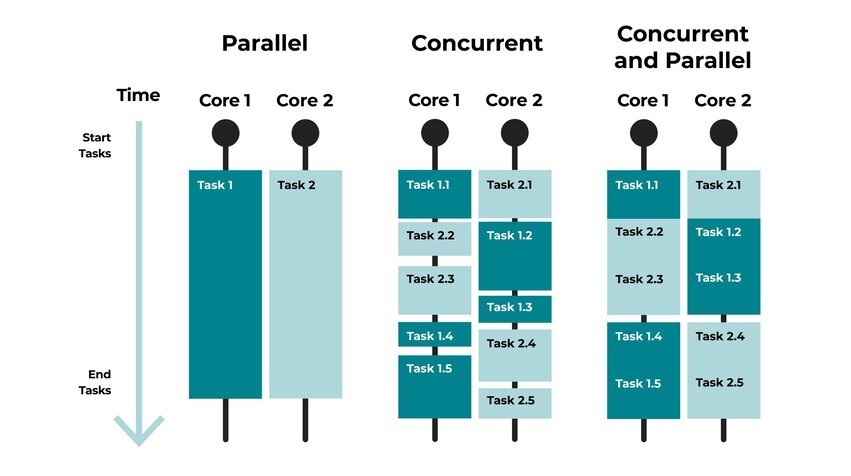 Parallel
Concurrent
Concurrent
and Parallel
Time
Core 1
Core 2
Core 1
Core 2
Core 1
Core 2
Start
Tasks
Task 1
Task 2
Task 1.1
Task 2.2
Task 2.3
Task 1.4
Task 1.5
Task 2.1
Task 1.2
Task 1.3
Task 2.4
Task 2.5
Task 1.1
Task 2.2
Task 2.3
Task 1.4
Task 1.5
Task 2.1
Task 1.2
Task 1.3
Task 2.4
Task 2.5
End
Tasks